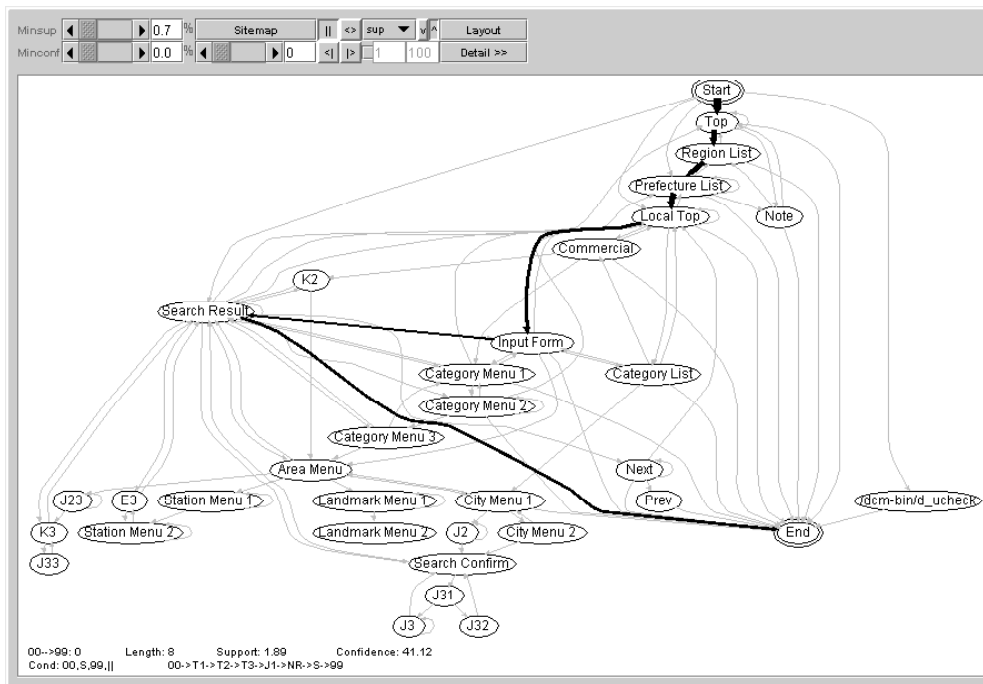 Minsup 0.7 % Sitemap || <> sup v ^ Layout
Minconf 0.0 % 0 <| |> 1 100 Detail >>
Start
Top
Region List
Prefecture List
Local Top Note
Commercial
K2
Search Result
Input Form
Category Menu 1 Category List
Category Menu 2
Category Menu 3
Area Menu Next
J23 E3 Station Menu 1 Landmark Menu 1 City Menu 1 Prev /dcm-bin/d_ucheck
K3 Station Menu 2 Landmark Menu 2 J2 City Menu 2 End
J33 Search Confirm
J31
J3 J32
00-->99: 0 Length: 8 Support: 1.89 Confidence: 41.12
Cond: 00,S,99,|| 00->T1->T2->T3->J1->NR->S->99